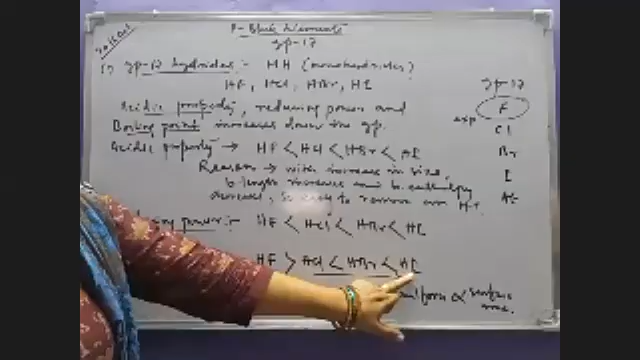 P-Block Elements
gp-17
gp-17 hydrides - MH (monohydrides)
HF, HCl, HBr, HI
Acidic property, reducing power and
Boiling point increases down the gp.
Acidic property → HF < HCl < HBr < HI
Reason → with increase in size,
b-length increases and b-enthalpy
decreases, so easy to remove an H+.
power :- HF < HCl < HBr < HI
HF > HCl < HBr < HI
gp-17
F
exp
Cl
Br
I
At